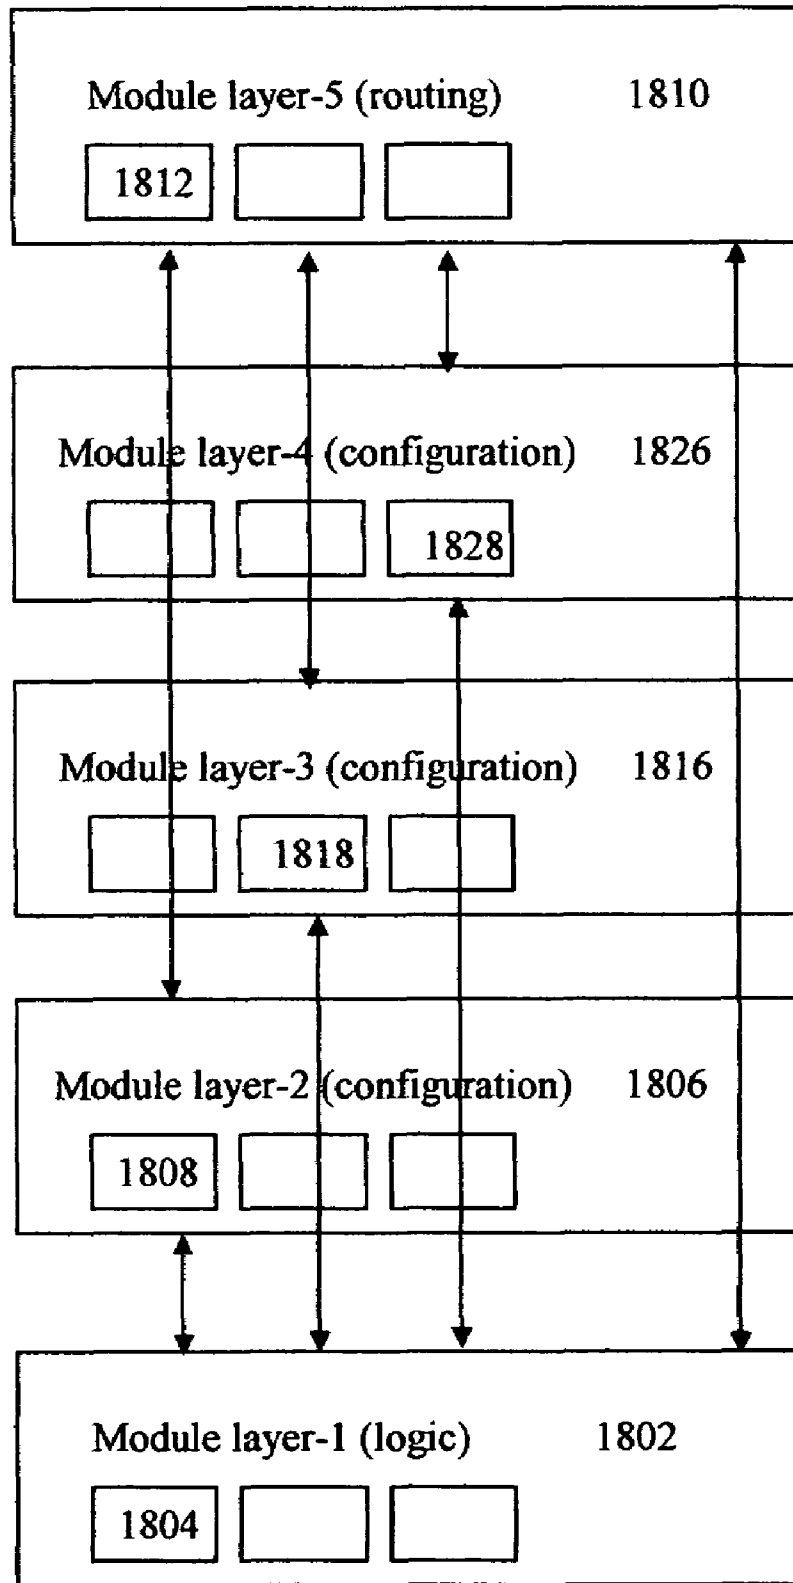 Module layer-5 (routing) 1810
1812
Module layer-4 (configuration) 1826
1828
Module layer-3 (configuration) 1816
1818
Module layer-2 (configuration) 1806
1808
Module layer-1 (logic) 1802
1804